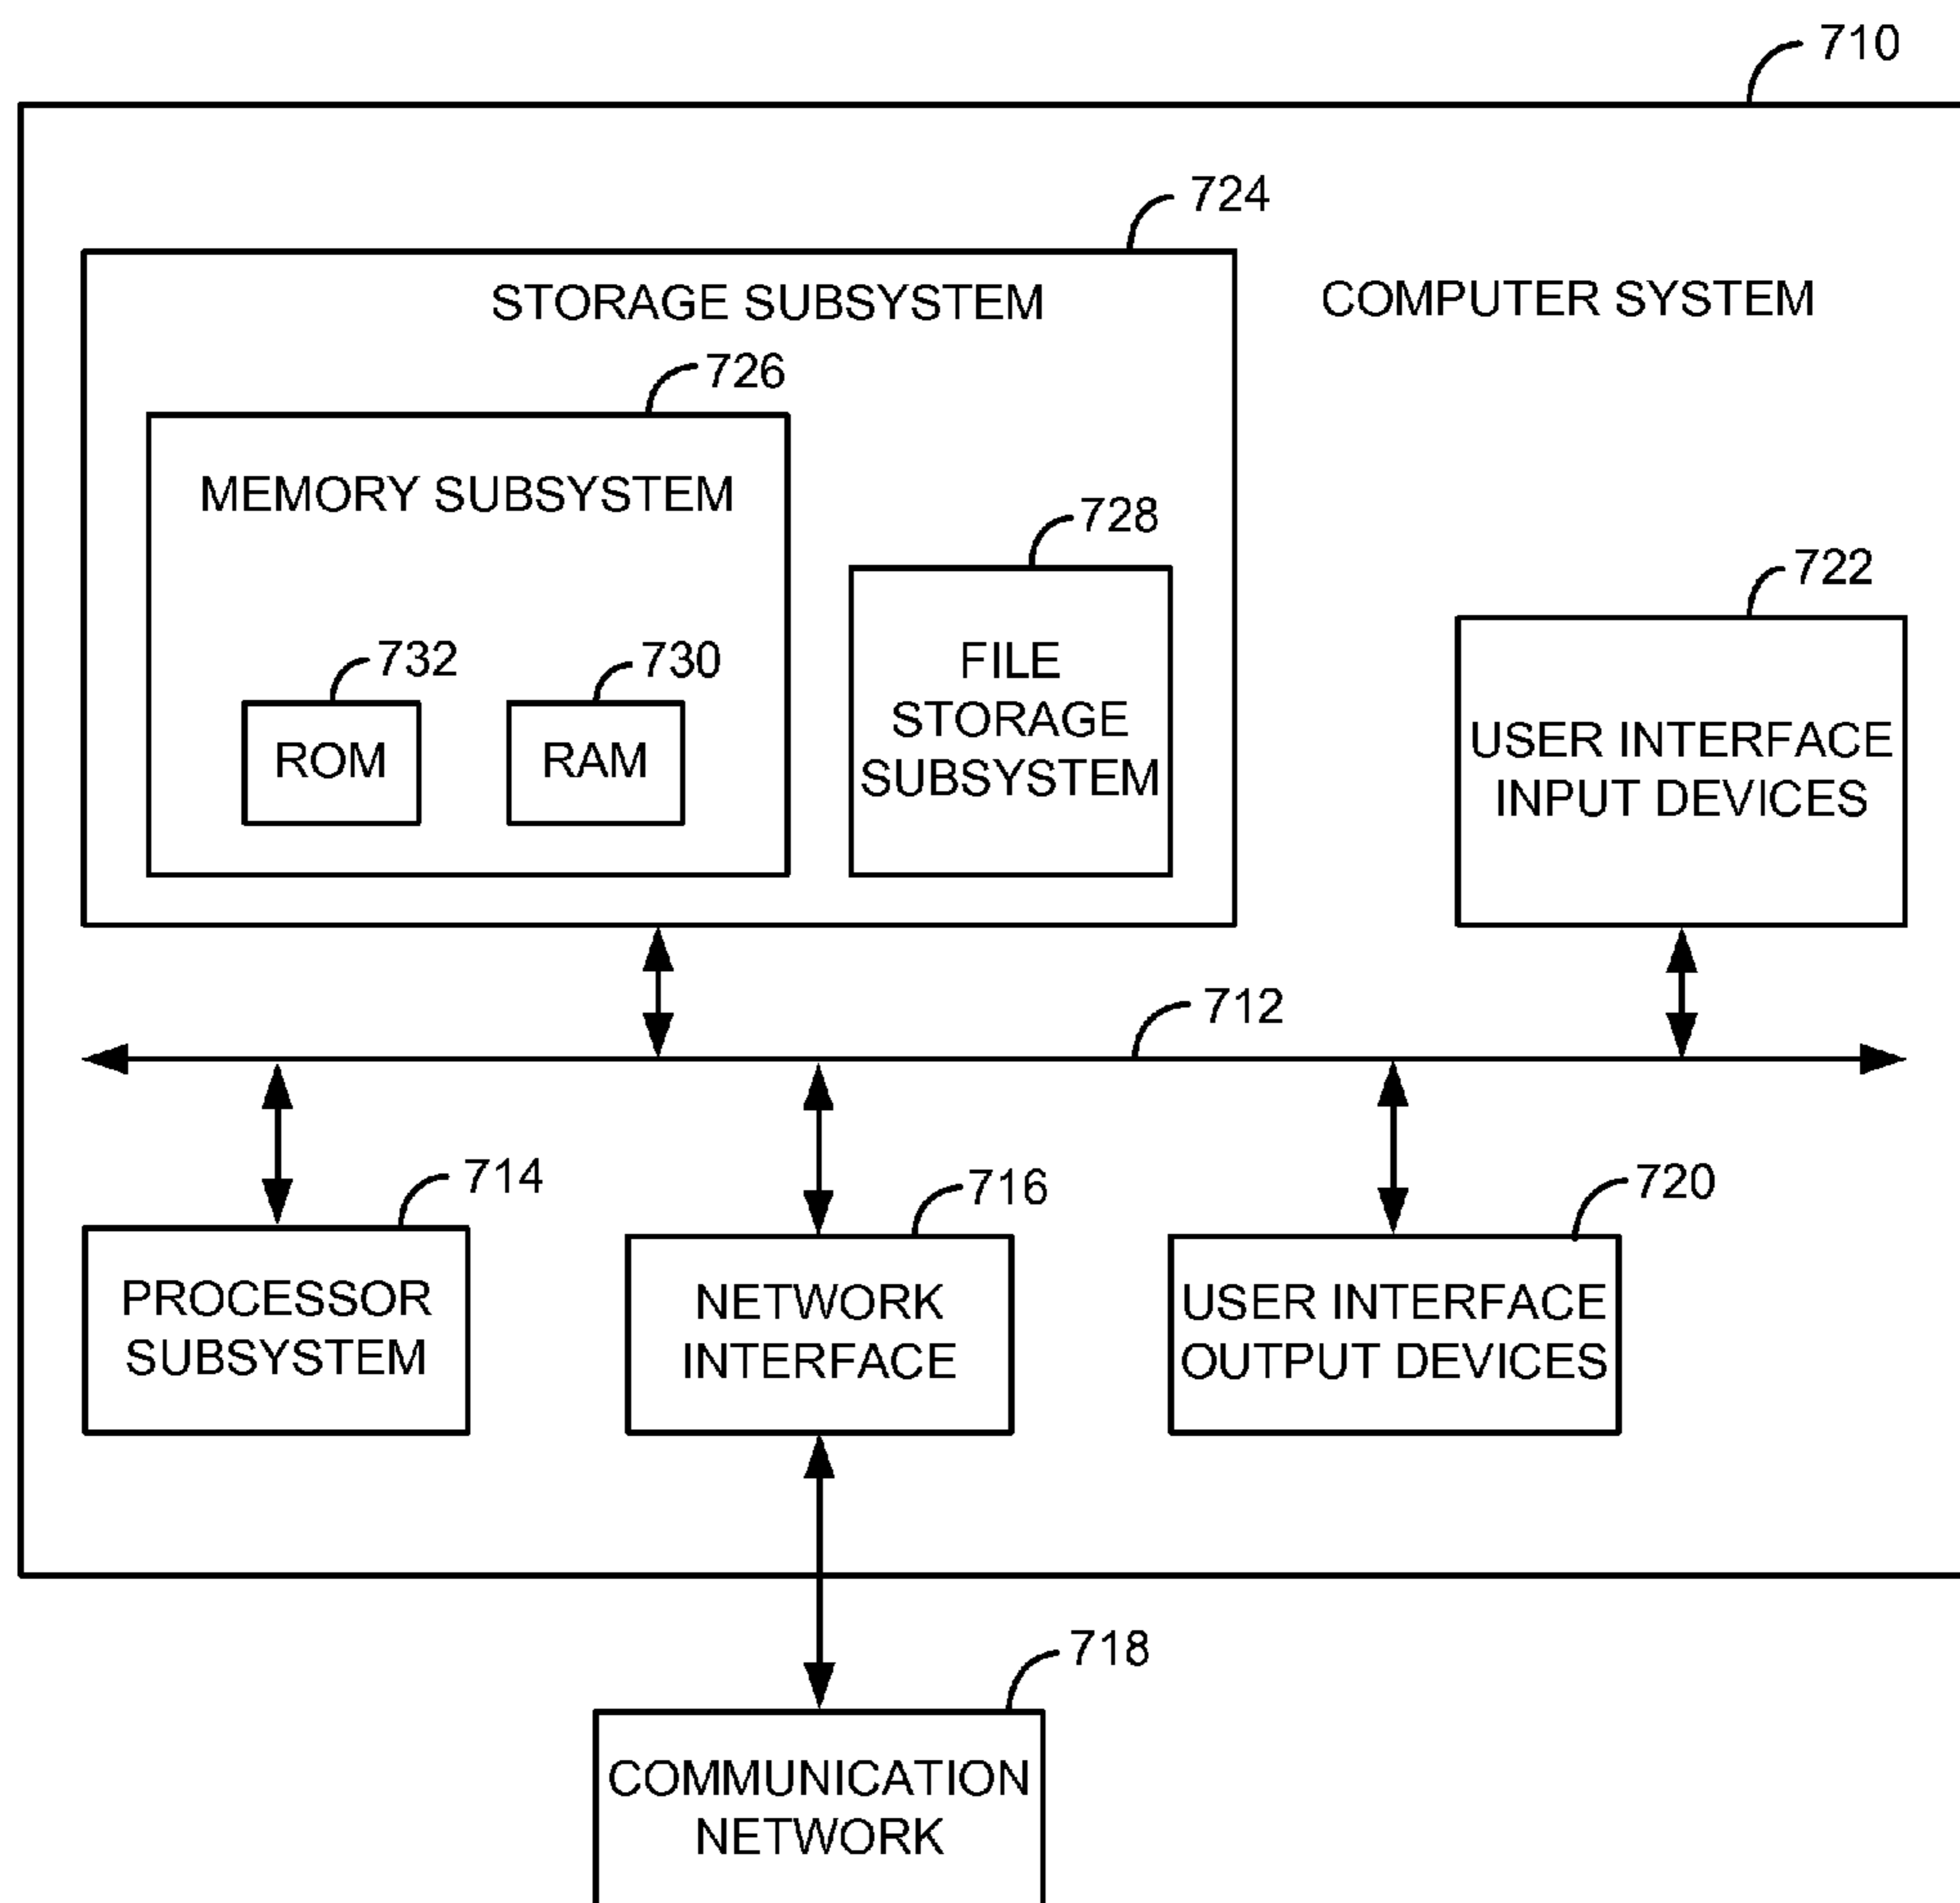 710
724
STORAGE SUBSYSTEM
COMPUTER SYSTEM
726
MEMORY SUBSYSTEM
728
722
732
730
FILE
STORAGE
SUBSYSTEM
ROM
RAM
USER INTERFACE
INPUT DEVICES
712
714
716
720
PROCESSOR
SUBSYSTEM
NETWORK
INTERFACE
USER INTERFACE
OUTPUT DEVICES
718
COMMUNICATION
NETWORK